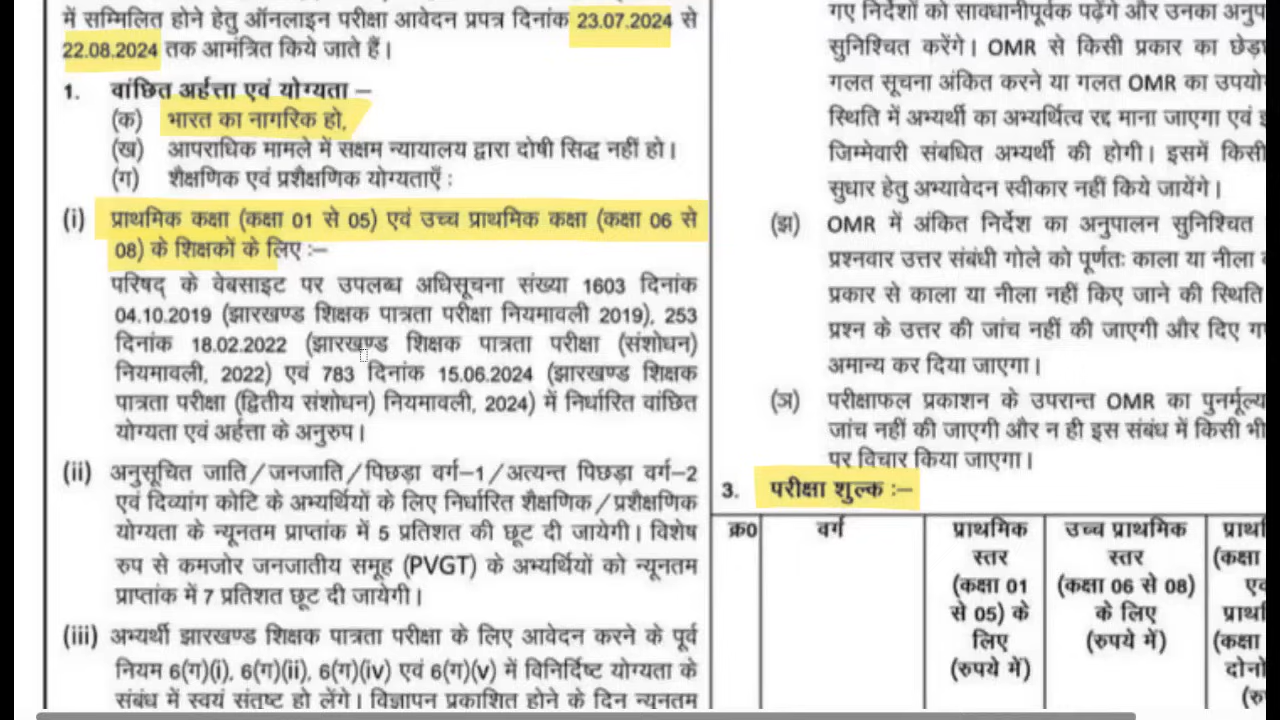 में सम्मिलित होने हेतु ऑनलाइन परीक्षा आवेदन प्रपत्र दिनांक 23.07.2024 से
22.08.2024 तक आमंत्रित किये जाते हैं।
1. वांछित अर्हत्ता एवं योग्यता :–
(क) भारत का नागरिक हो,
(ख) आपराधिक मामले में सक्षम न्यायालय द्वारा दोषी सिद्ध नहीं हो।
(ग) शैक्षणिक एवं प्रशैक्षणिक योग्यताएँ :
(i) प्राथमिक कक्षा (कक्षा 01 से 05) एवं उच्च प्राथमिक कक्षा (कक्षा 06 से
08) के शिक्षकों के लिए :–
परिषद् के वेबसाइट पर उपलब्ध अधिसूचना संख्या 1603 दिनांक
04.10.2019 (झारखण्ड शिक्षक पात्रता परीक्षा नियमावली 2019), 253
दिनांक 18.02.2022 (झारखण्ड शिक्षक पात्रता परीक्षा (संशोधन)
नियमावली, 2022) एवं 783 दिनांक 15.06.2024 (झारखण्ड शिक्षक
पात्रता परीक्षा (द्वितीय संशोधन) नियमावली, 2024) में निर्धारित वांछित
योग्यता एवं अर्हत्ता के अनुरुप।
(ii) अनुसूचित जाति/जनजाति/पिछड़ा वर्ग–1/अत्यन्त पिछड़ा वर्ग–2
एवं दिव्यांग कोटि के अभ्यर्थियों के लिए निर्धारित शैक्षणिक/प्रशैक्षणिक
योग्यता के न्यूनतम प्राप्तांक में 5 प्रतिशत की छूट दी जायेगी। विशेष
रुप से कमजोर जनजातीय समूह (PVGT) के अभ्यर्थियों को न्यूनतम
प्राप्तांक में 7 प्रतिशत छूट दी जायेगी।
(iii) अभ्यर्थी झारखण्ड शिक्षक पात्रता परीक्षा के लिए आवेदन करने के पूर्व
नियम 6(ग)(i), 6(ग)(ii), 6(ग)(iv) एवं 6(ग)(v) में विनिर्दिष्ट योग्यता के
संबंध में स्वयं संतुष्ट हो लेंगे। विज्ञापन प्रकाशित होने के दिन न्यूनतम
गए निर्देशों को सावधानीपूर्वक पढ़ेंगे और उनका
सुनिश्चित करेंगे। OMR से किसी प्रकार का
गलत सूचना अंकित करने या गलत OMR का
स्थिति में अभ्यर्थी का अभ्यर्थित्व रद्द माना जाएगा एवं
जिम्मेवारी संबधित अभ्यर्थी की होगी। इसमें किसी
सुधार हेतु अभ्यावेदन स्वीकार नहीं किये जायेंगे।
(झ) OMR में अंकित निर्देश का अनुपालन सुनिश्चित
प्रश्नवार उत्तर संबंधी गोले को पूर्णतः काला या नीला
प्रकार से काला या नीला नहीं किए जाने की स्थिति
प्रश्न के उत्तर की जांच नहीं की जाएगी और दिए
अमान्य कर दिया जाएगा।
(ञ) परीक्षाफल प्रकाशन के उपरान्त OMR का
जांच नहीं की जाएगी और न ही इस संबंध में किसी भी
पर विचार किया जाएगा।
3. परीक्षा शुल्क :–
क्र0 वर्ग
प्राथमिक
स्तर
(कक्षा 01
से 05) के
लिए
(रुपये में)
उच्च प्राथमिक
स्तर
(कक्षा 06 से 08)
के लिए
(रुपये में)
(कक्षा
(कक्षा